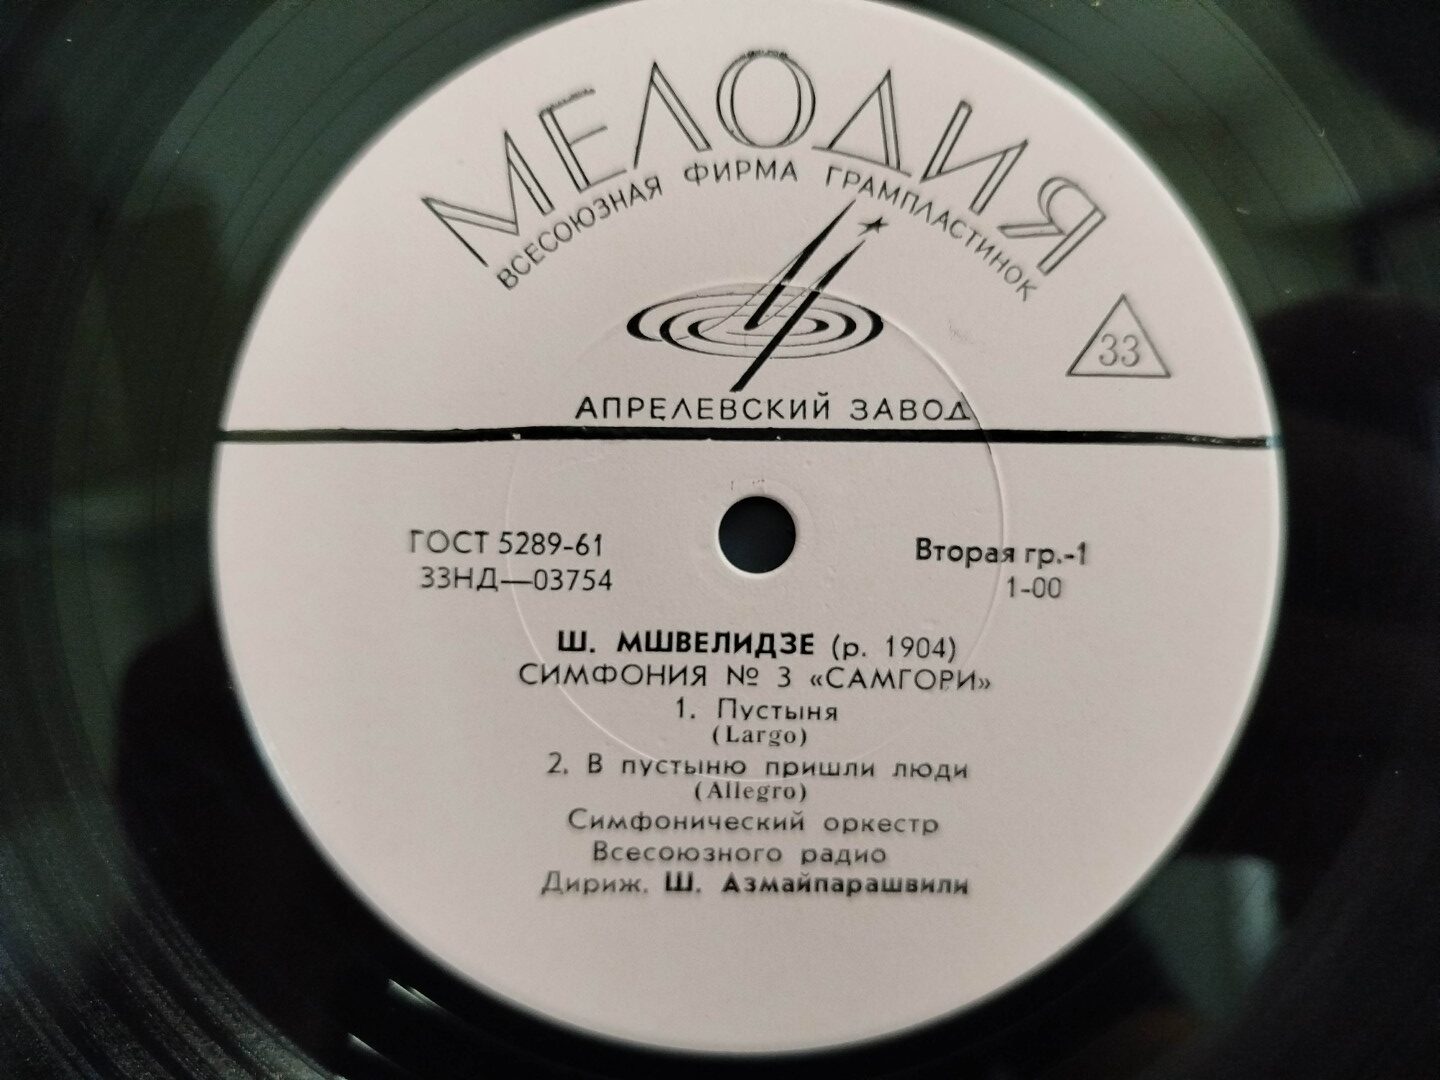 МЕЛОДИЯ
ВСЕСОЮЗНАЯ ФИРМА ГРАМПЛАСТИНОК
33
АПРЕЛЕВСКИЙ ЗАВОД
ГОСТ 5289-61
33НД—03754
Вторая гр.-1
1-00
Ш. МШВЕЛИДЗЕ (р. 1904)
СИМФОНИЯ № 3 «САМГОРИ»
1. Пустыня
(Largo)
2. В пустыню пришли люди
(Allegro)
Симфонический оркестр
Всесоюзного радио
Дириж. Ш. Азмайпарашвили